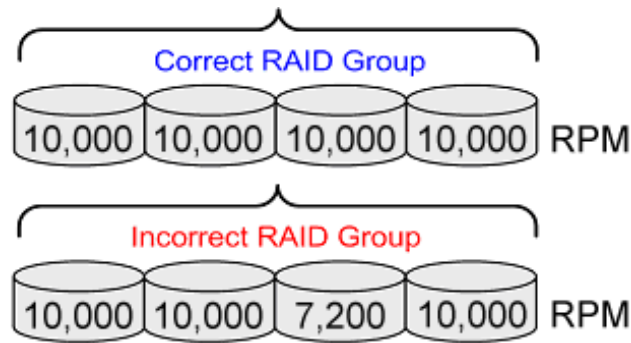 Correct RAID Group
10,000 10,000 10,000 10,000 RPM
Incorrect RAID Group
10,000 10,000 7,200 10,000 RPM